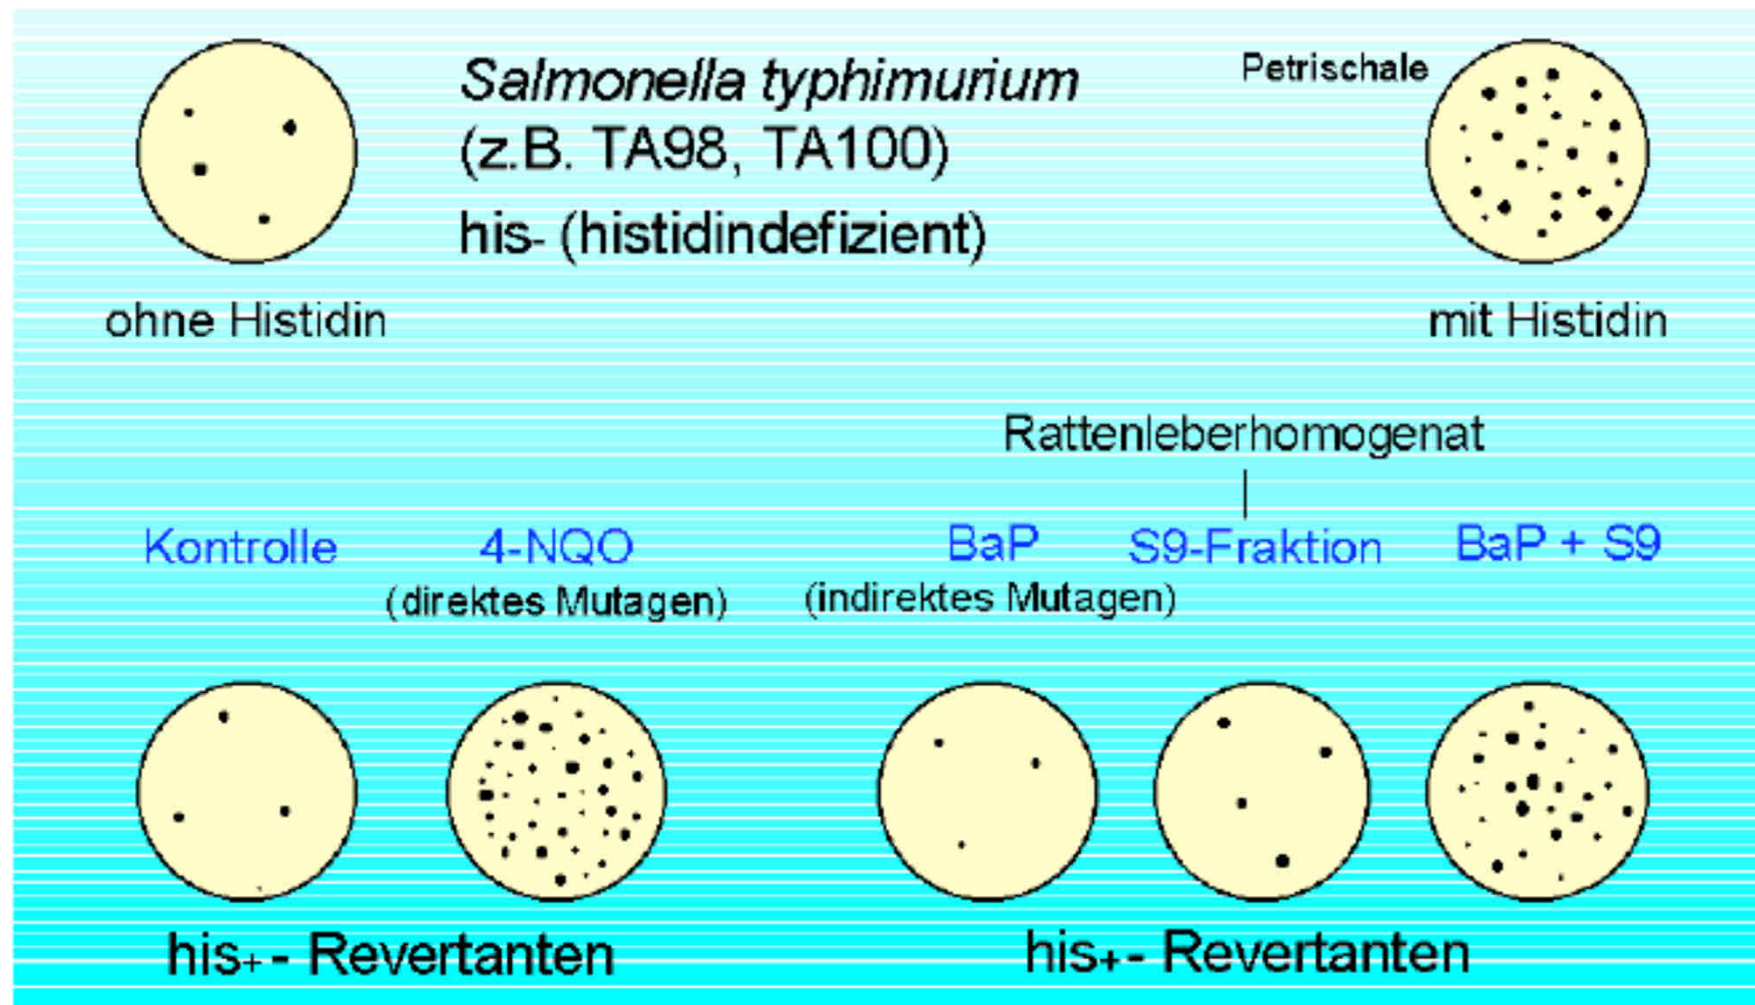 Salmonella typhimurium
(z.B. TA98, TA100)
his- (histidindefizient)
Petrischale
ohne Histidin
mit Histidin
Rattenleberhomogenat
Kontrolle
4-NQO
(direktes Mutagen)
BaP
(indirektes Mutagen)
S9-Fraktion
BaP + S9
his+- Revertanten
his+- Revertanten